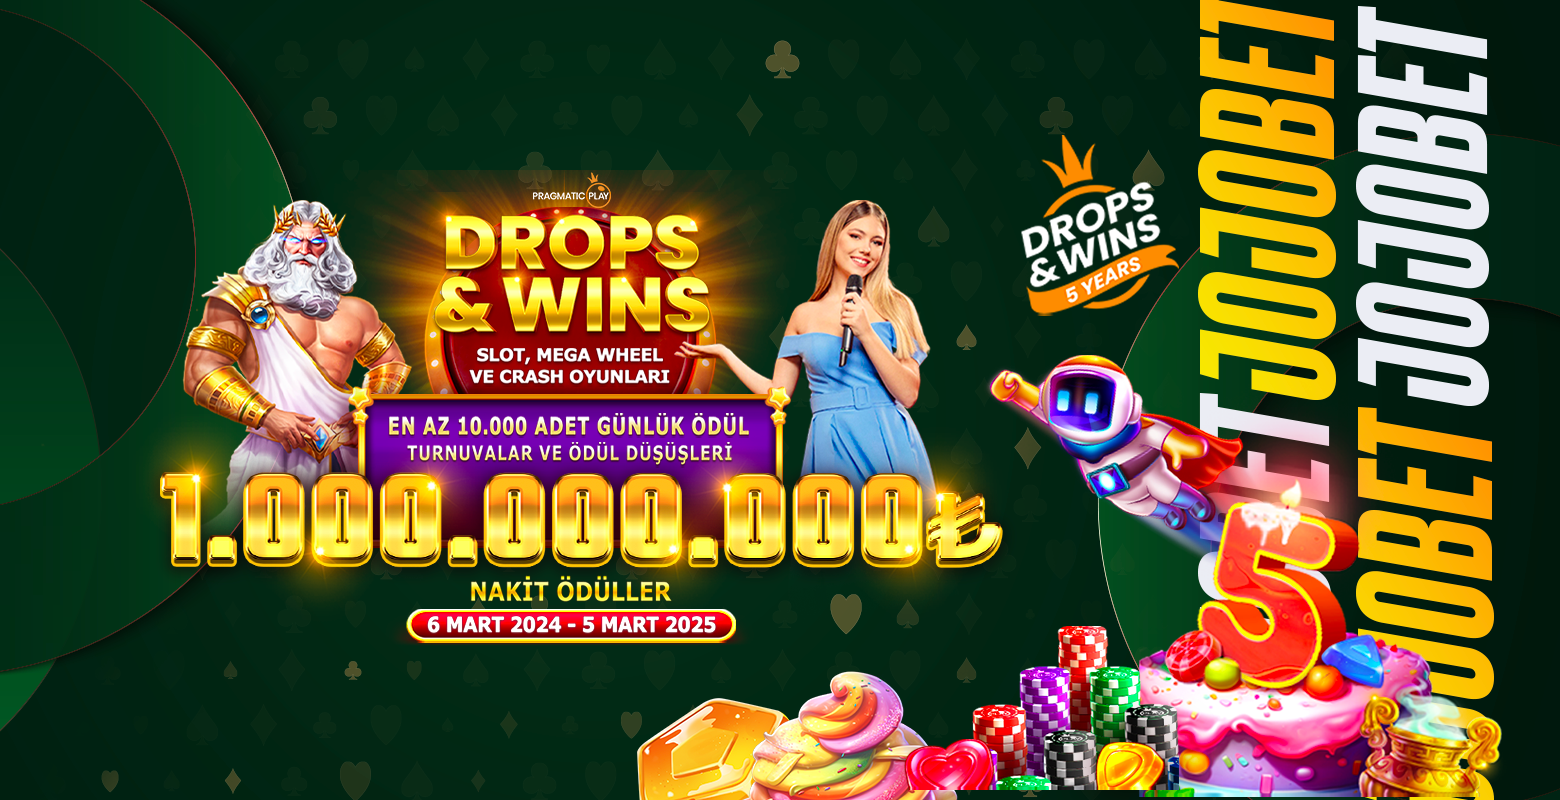 PRAGMATIC PLAY
DROPS
& WINS
SLOT, MEGA WHEEL
VE CRASH OYUNLARI
EN AZ 10.000 ADET GÜNLÜK ÖDÜL
TURNUVALAR VE ÖDÜL DÜŞÜŞLERİ
1.000.000.000₺
NAKİT ÖDÜLLER
6 MART 2024 - 5 MART 2025
DROPS
& WINS
5 YEARS
5
JOJOBET
JOJOBET
JOJOBET